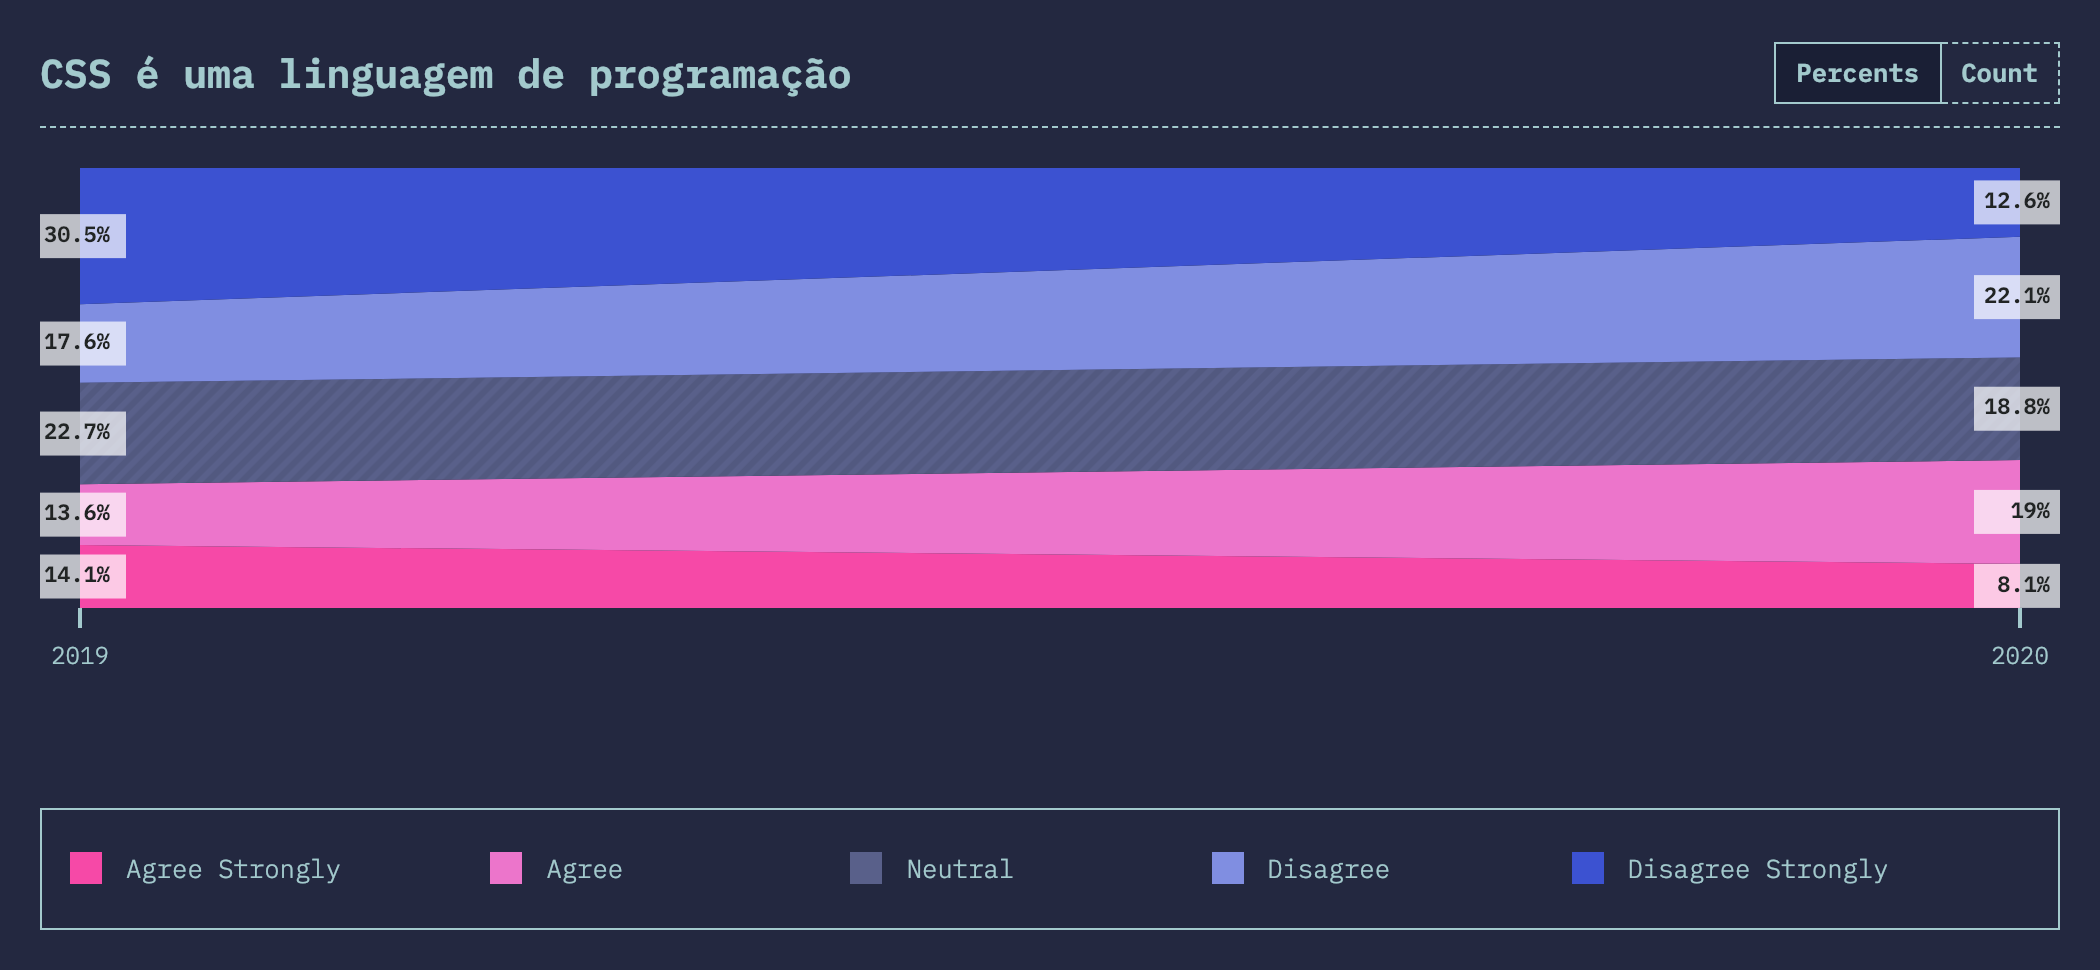 CSS é uma linguagem de programação
Percents
Count
30.5%
17.6%
22.7%
13.6%
14.1%
12.6%
22.1%
18.8%
19%
8.1%
2019
2020
Agree Strongly
Agree
Neutral
Disagree
Disagree Strongly